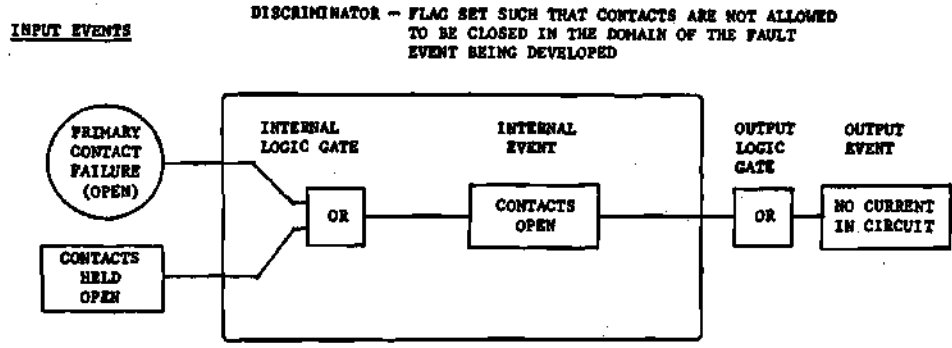 INPUT EVENTS
DISCRIMINATOR — FLAG SET SUCH THAT CONTACTS ARE NOT ALLOWED
TO BE CLOSED IN THE DOMAIN OF THE FAULT
EVENT BEING DEVELOPED
PRIMARY
CONTACT
FAILURE
(OPEN)
CONTACTS
HELD
OPEN
INTERNAL
LOGIC GATE
OR
INTERNAL
EVENT
CONTACTS
OPEN
OUTPUT
LOGIC
GATE
OR
OUTPUT
EVENT
NO CURRENT
IN CIRCUIT